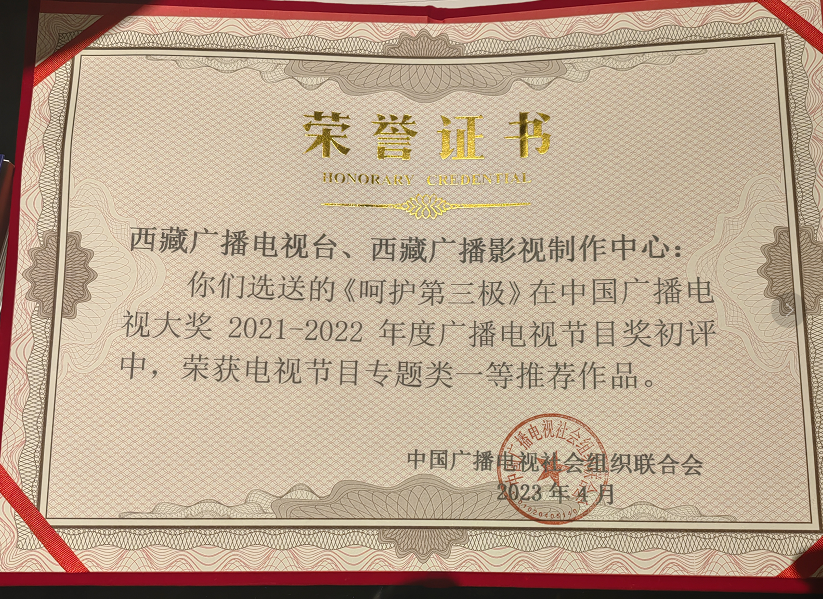 荣誉证书
HONORARY CREDENTIAL
西藏广播电视台、西藏广播影视制作中心：
你们选送的《呵护第三极》在中国广播电
视大奖 2021-2022 年度广播电视节目奖初评
中，荣获电视节目专题类一等推荐作品。
中国广播电视社会组织联合会
2023 年 4 月